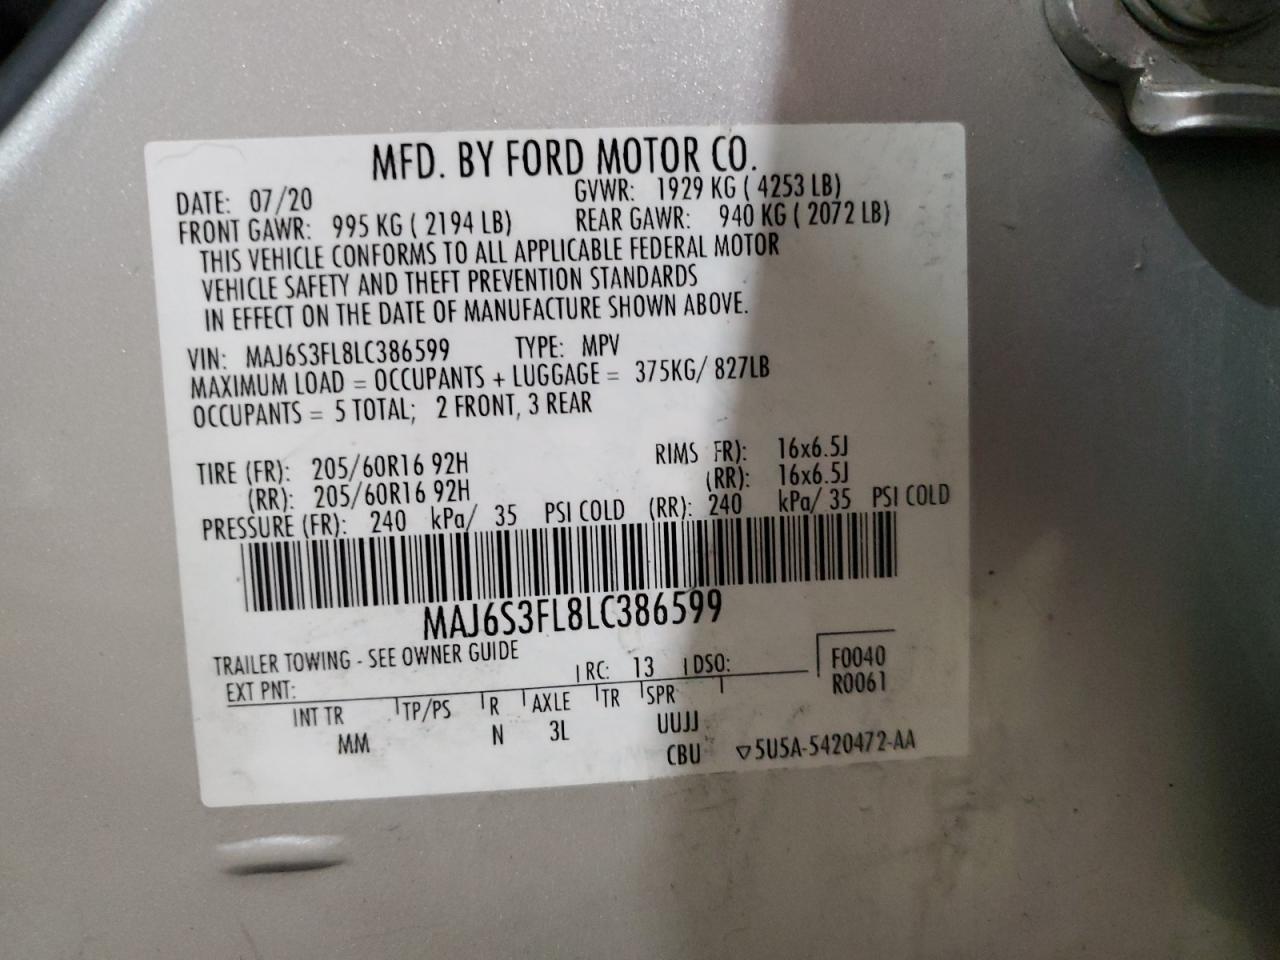 MFD. BY FORD MOTOR CO.
DATE: 07/20 GVWR: 1929 KG ( 4253 LB)
FRONT GAWR: 995 KG ( 2194 LB) REAR GAWR: 940 KG ( 2072 LB)
THIS VEHICLE CONFORMS TO ALL APPLICABLE FEDERAL MOTOR
VEHICLE SAFETY AND THEFT PREVENTION STANDARDS
IN EFFECT ON THE DATE OF MANUFACTURE SHOWN ABOVE.
VIN: MAJ6S3FL8LC386599 TYPE: MPV
MAXIMUM LOAD = OCCUPANTS + LUGGAGE = 375KG/ 827LB
OCCUPANTS = 5 TOTAL; 2 FRONT, 3 REAR
TIRE (FR): 205/60R16 92H RIMS FR): 16x6.5J
(RR): 205/60R16 92H (RR): 16x6.5J
PRESSURE (FR): 240 kPa/ 35 PSI COLD (RR): 240 kPa/ 35 PSI COLD
MAJ6S3FL8LC386599
TRAILER TOWING - SEE OWNER GUIDE
EXT PNT: RC: 13 DSO: F0040
INT TR TP/PS R AXLE TR SPR R0061
MM N 3L UUJJ
CBU ▽5U5A-5420472-AA